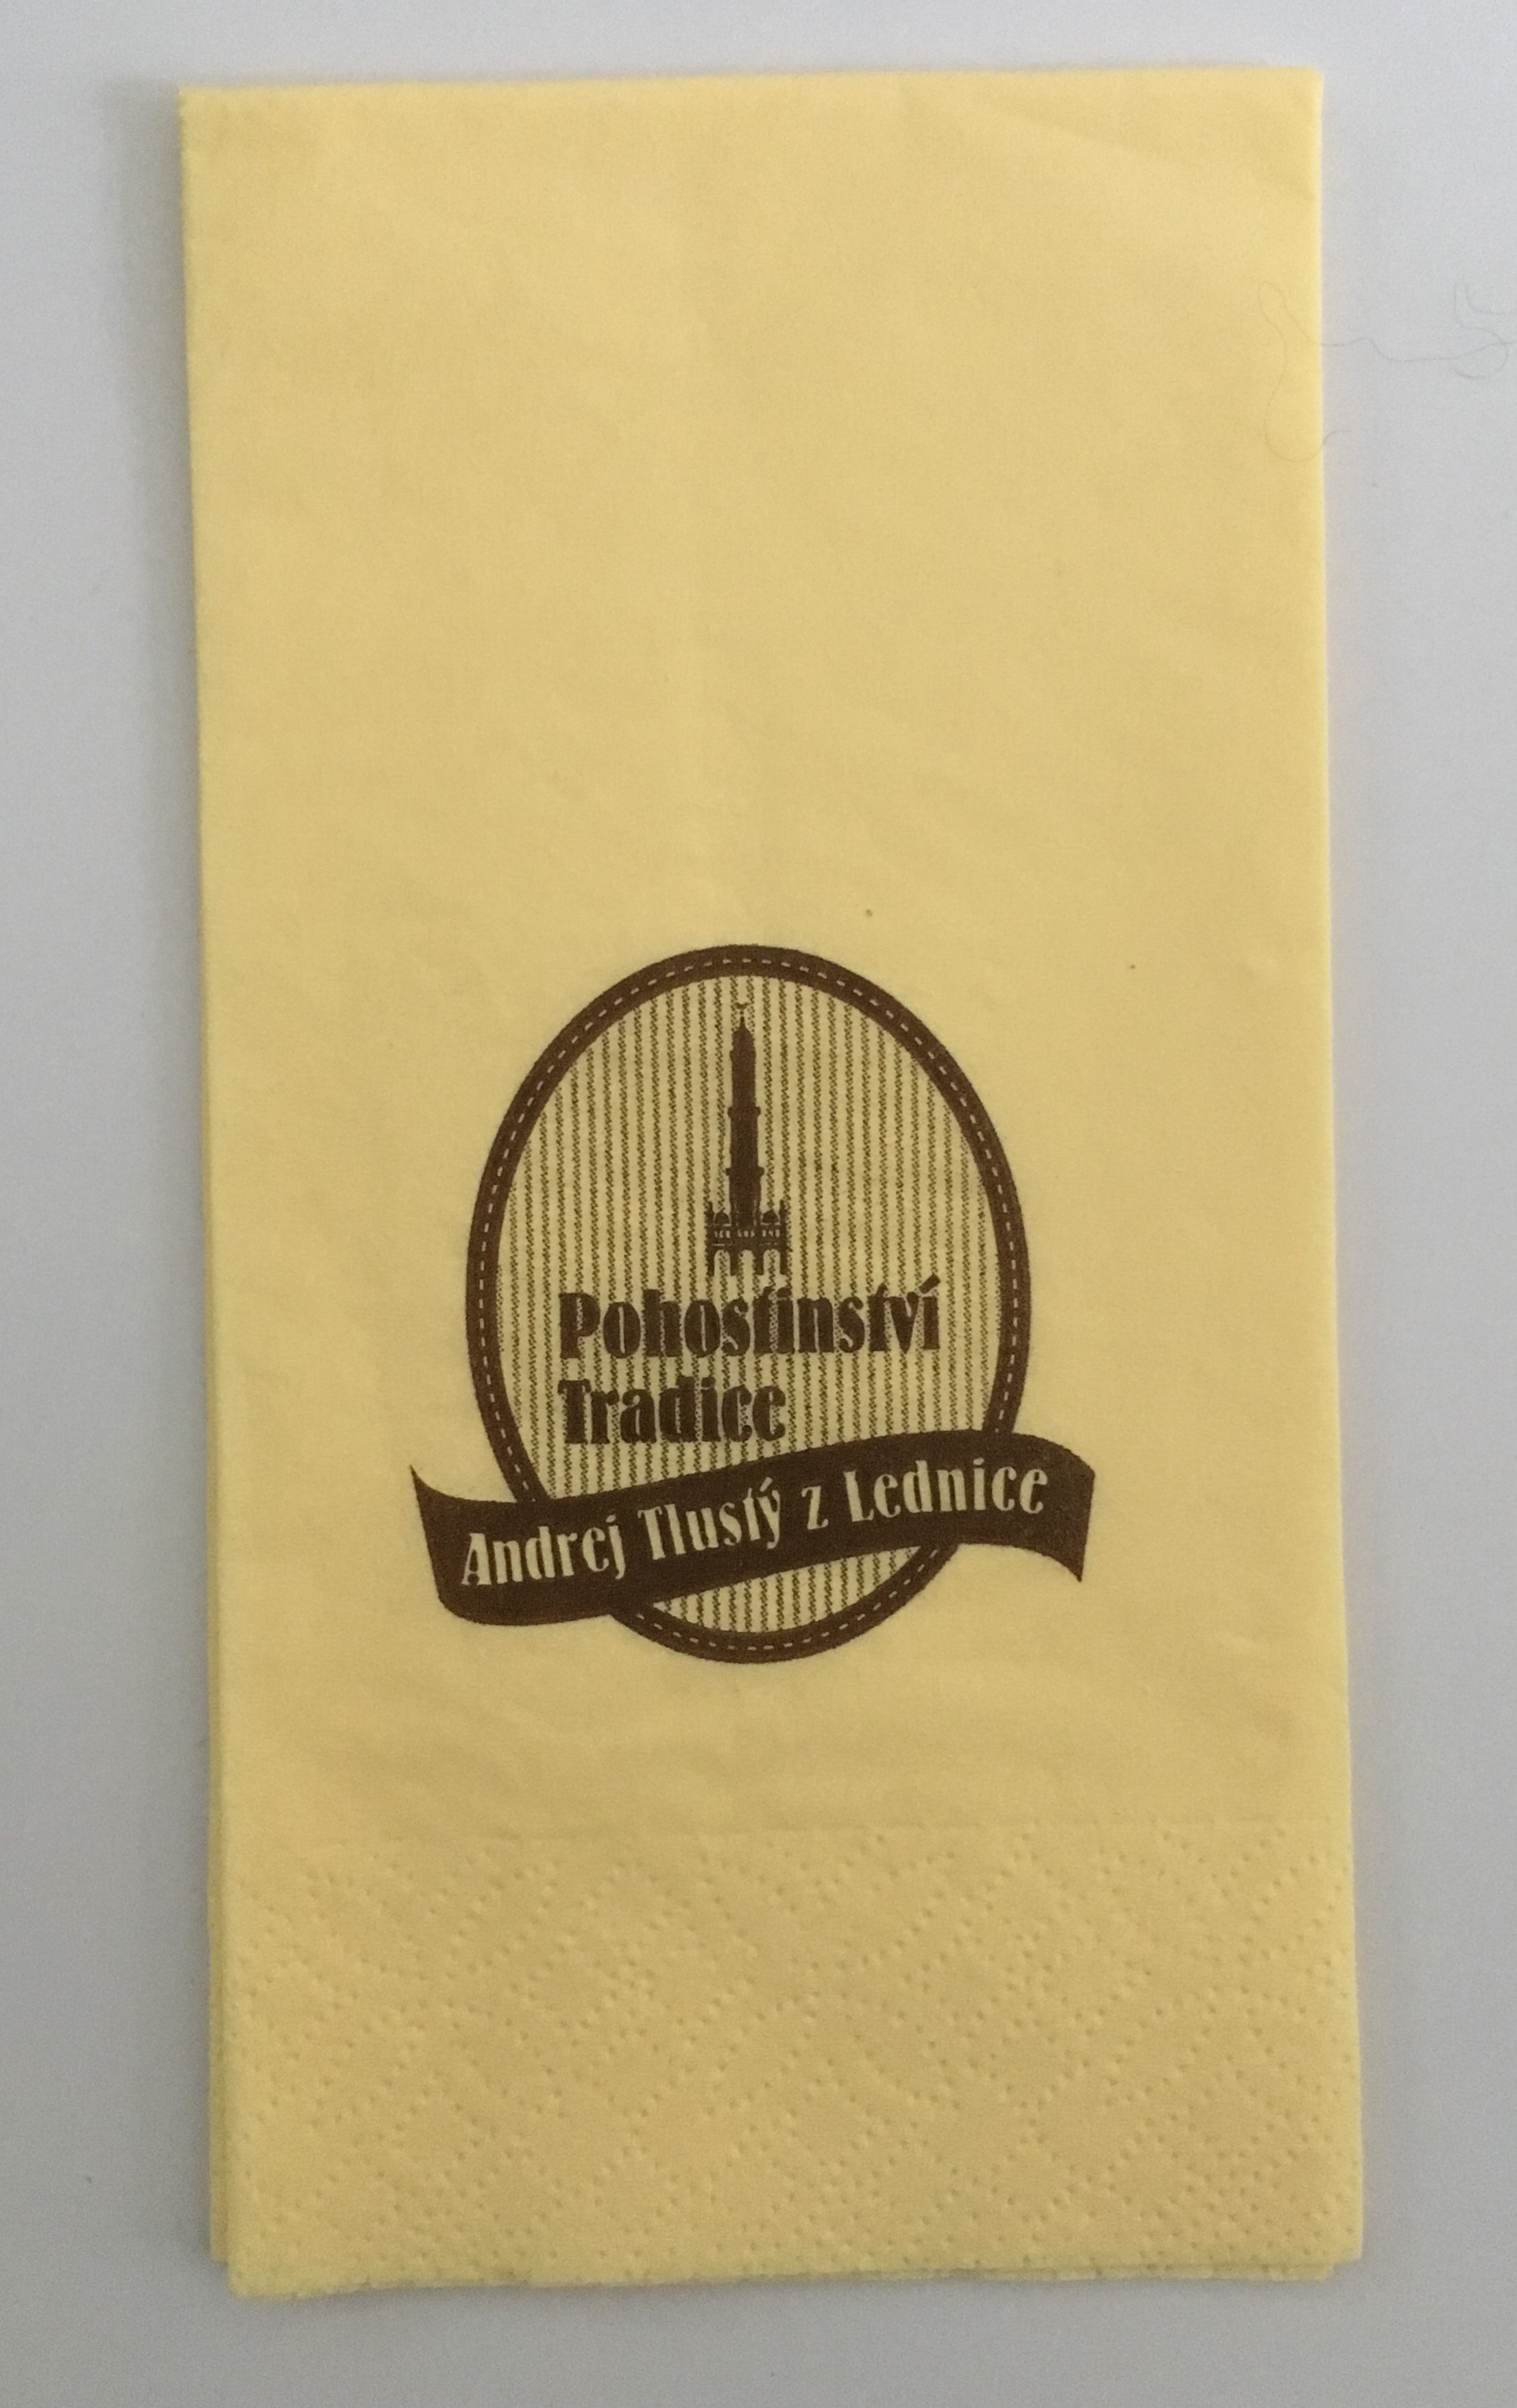 Pohostinství
Tradice
Andrej Tlustý z Lednice